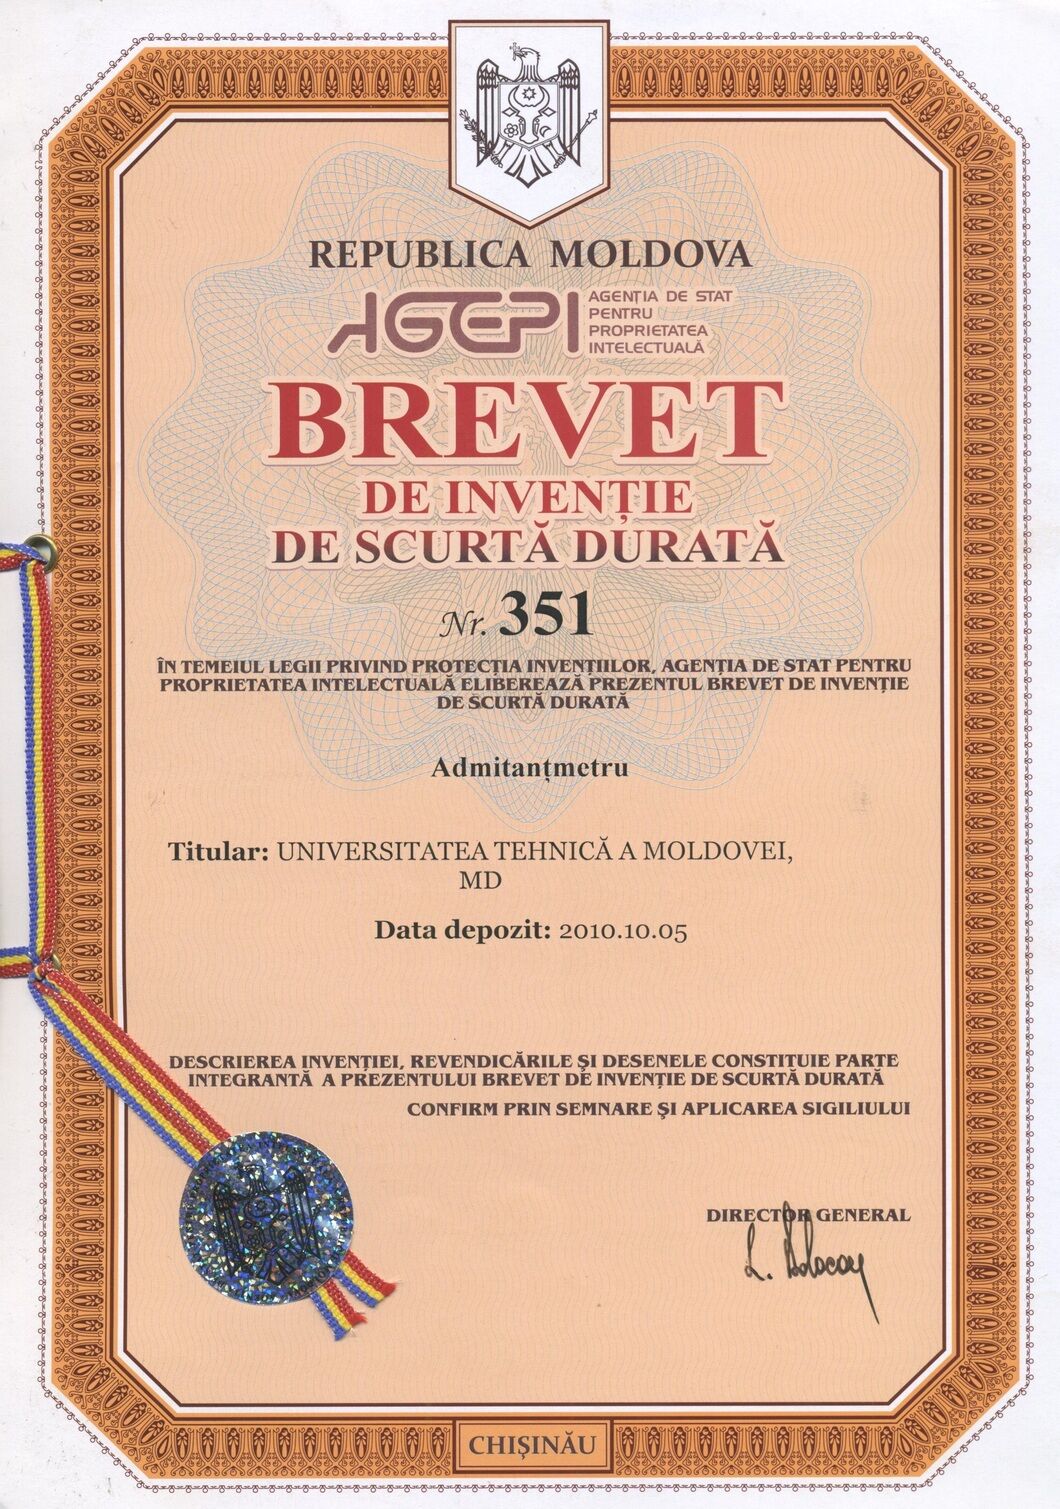 REPUBLICA MOLDOVA
AGEPI
AGENȚIA DE STAT
PENTRU
PROPRIETATEA
INTELECTUALĂ
BREVET
DE INVENȚIE
DE SCURTĂ DURATĂ
Nr. 351
ÎN TEMEIUL LEGII PRIVIND PROTECȚIA INVENȚIILOR, AGENȚIA DE STAT PENTRU
PROPRIETATEA INTELECTUALĂ ELIBEREAZĂ PREZENTUL BREVET DE INVENȚIE
DE SCURTĂ DURATĂ
Admitanțmetru
Titular: UNIVERSITATEA TEHNICĂ A MOLDOVEI,
MD
Data depozit: 2010.10.05
DESCRIEREA INVENȚIEI, REVENDICĂRILE ȘI DESENELE CONSTITUIE PARTE
INTEGRANTĂ A PREZENTULUI BREVET DE INVENȚIE DE SCURTĂ DURATĂ
CONFIRM PRIN SEMNARE ȘI APLICAREA SIGILIULUI
DIRECTOR GENERAL
CHIȘINĂU